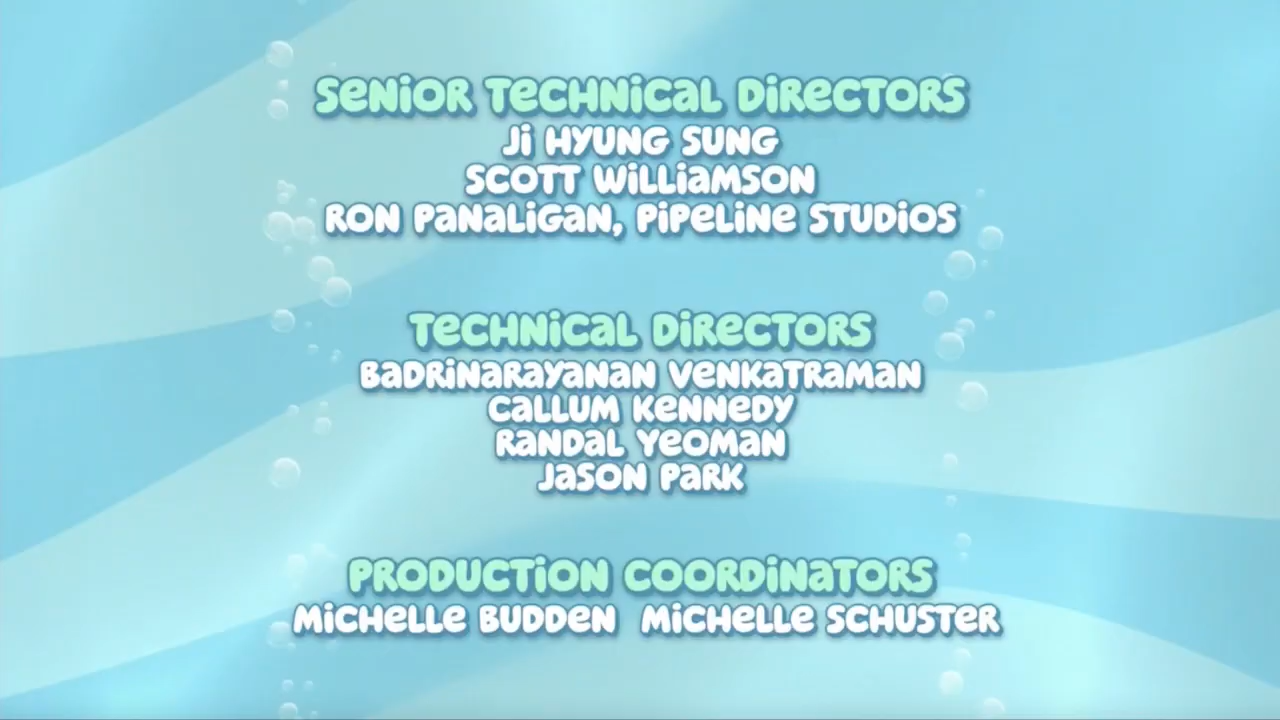 SENIOR TECHNICAL DIRECTORS
JI HYUNG SUNG
SCOTT WILLIAMSON
RON PANALIGAN, PIPELINE STUDIOS
TECHNICAL DIRECTORS
BADRINARAYANAN VENKATRAMAN
CALLUM KENNEDY
RANDAL YEOMAN
JASON PARK
PRODUCTION COORDINATORS
MICHELLE BUDDEN MICHELLE SCHUSTER